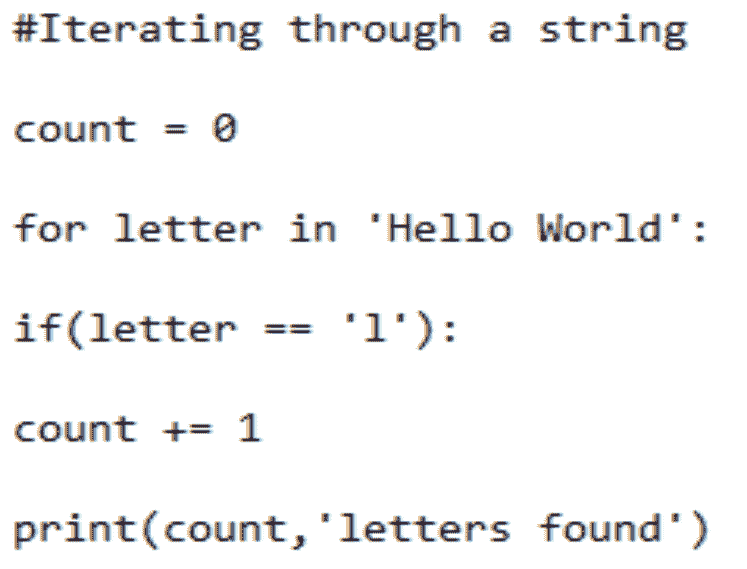 #Iterating through a string
count = 0
for letter in 'Hello World':
if(letter == 'l'):
count += 1
print(count,'letters found')